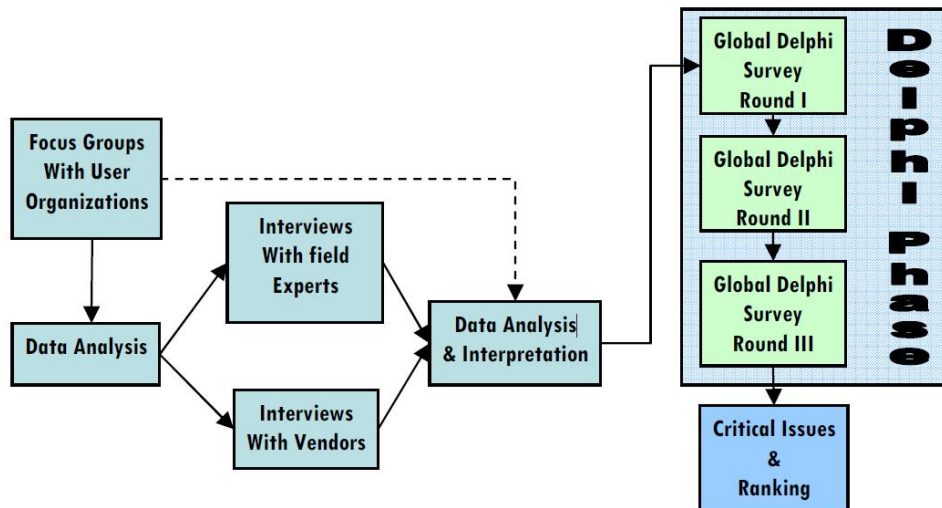 Focus Groups
With User
Organizations
Data Analysis
Interviews
With field
Experts
Interviews
With Vendors
Data Analysis
& Interpretation
Global Delphi
Survey
Round I
Global Delphi
Survey
Round II
Global Delphi
Survey
Round III
Delphi Phase
Critical Issues
&
Ranking